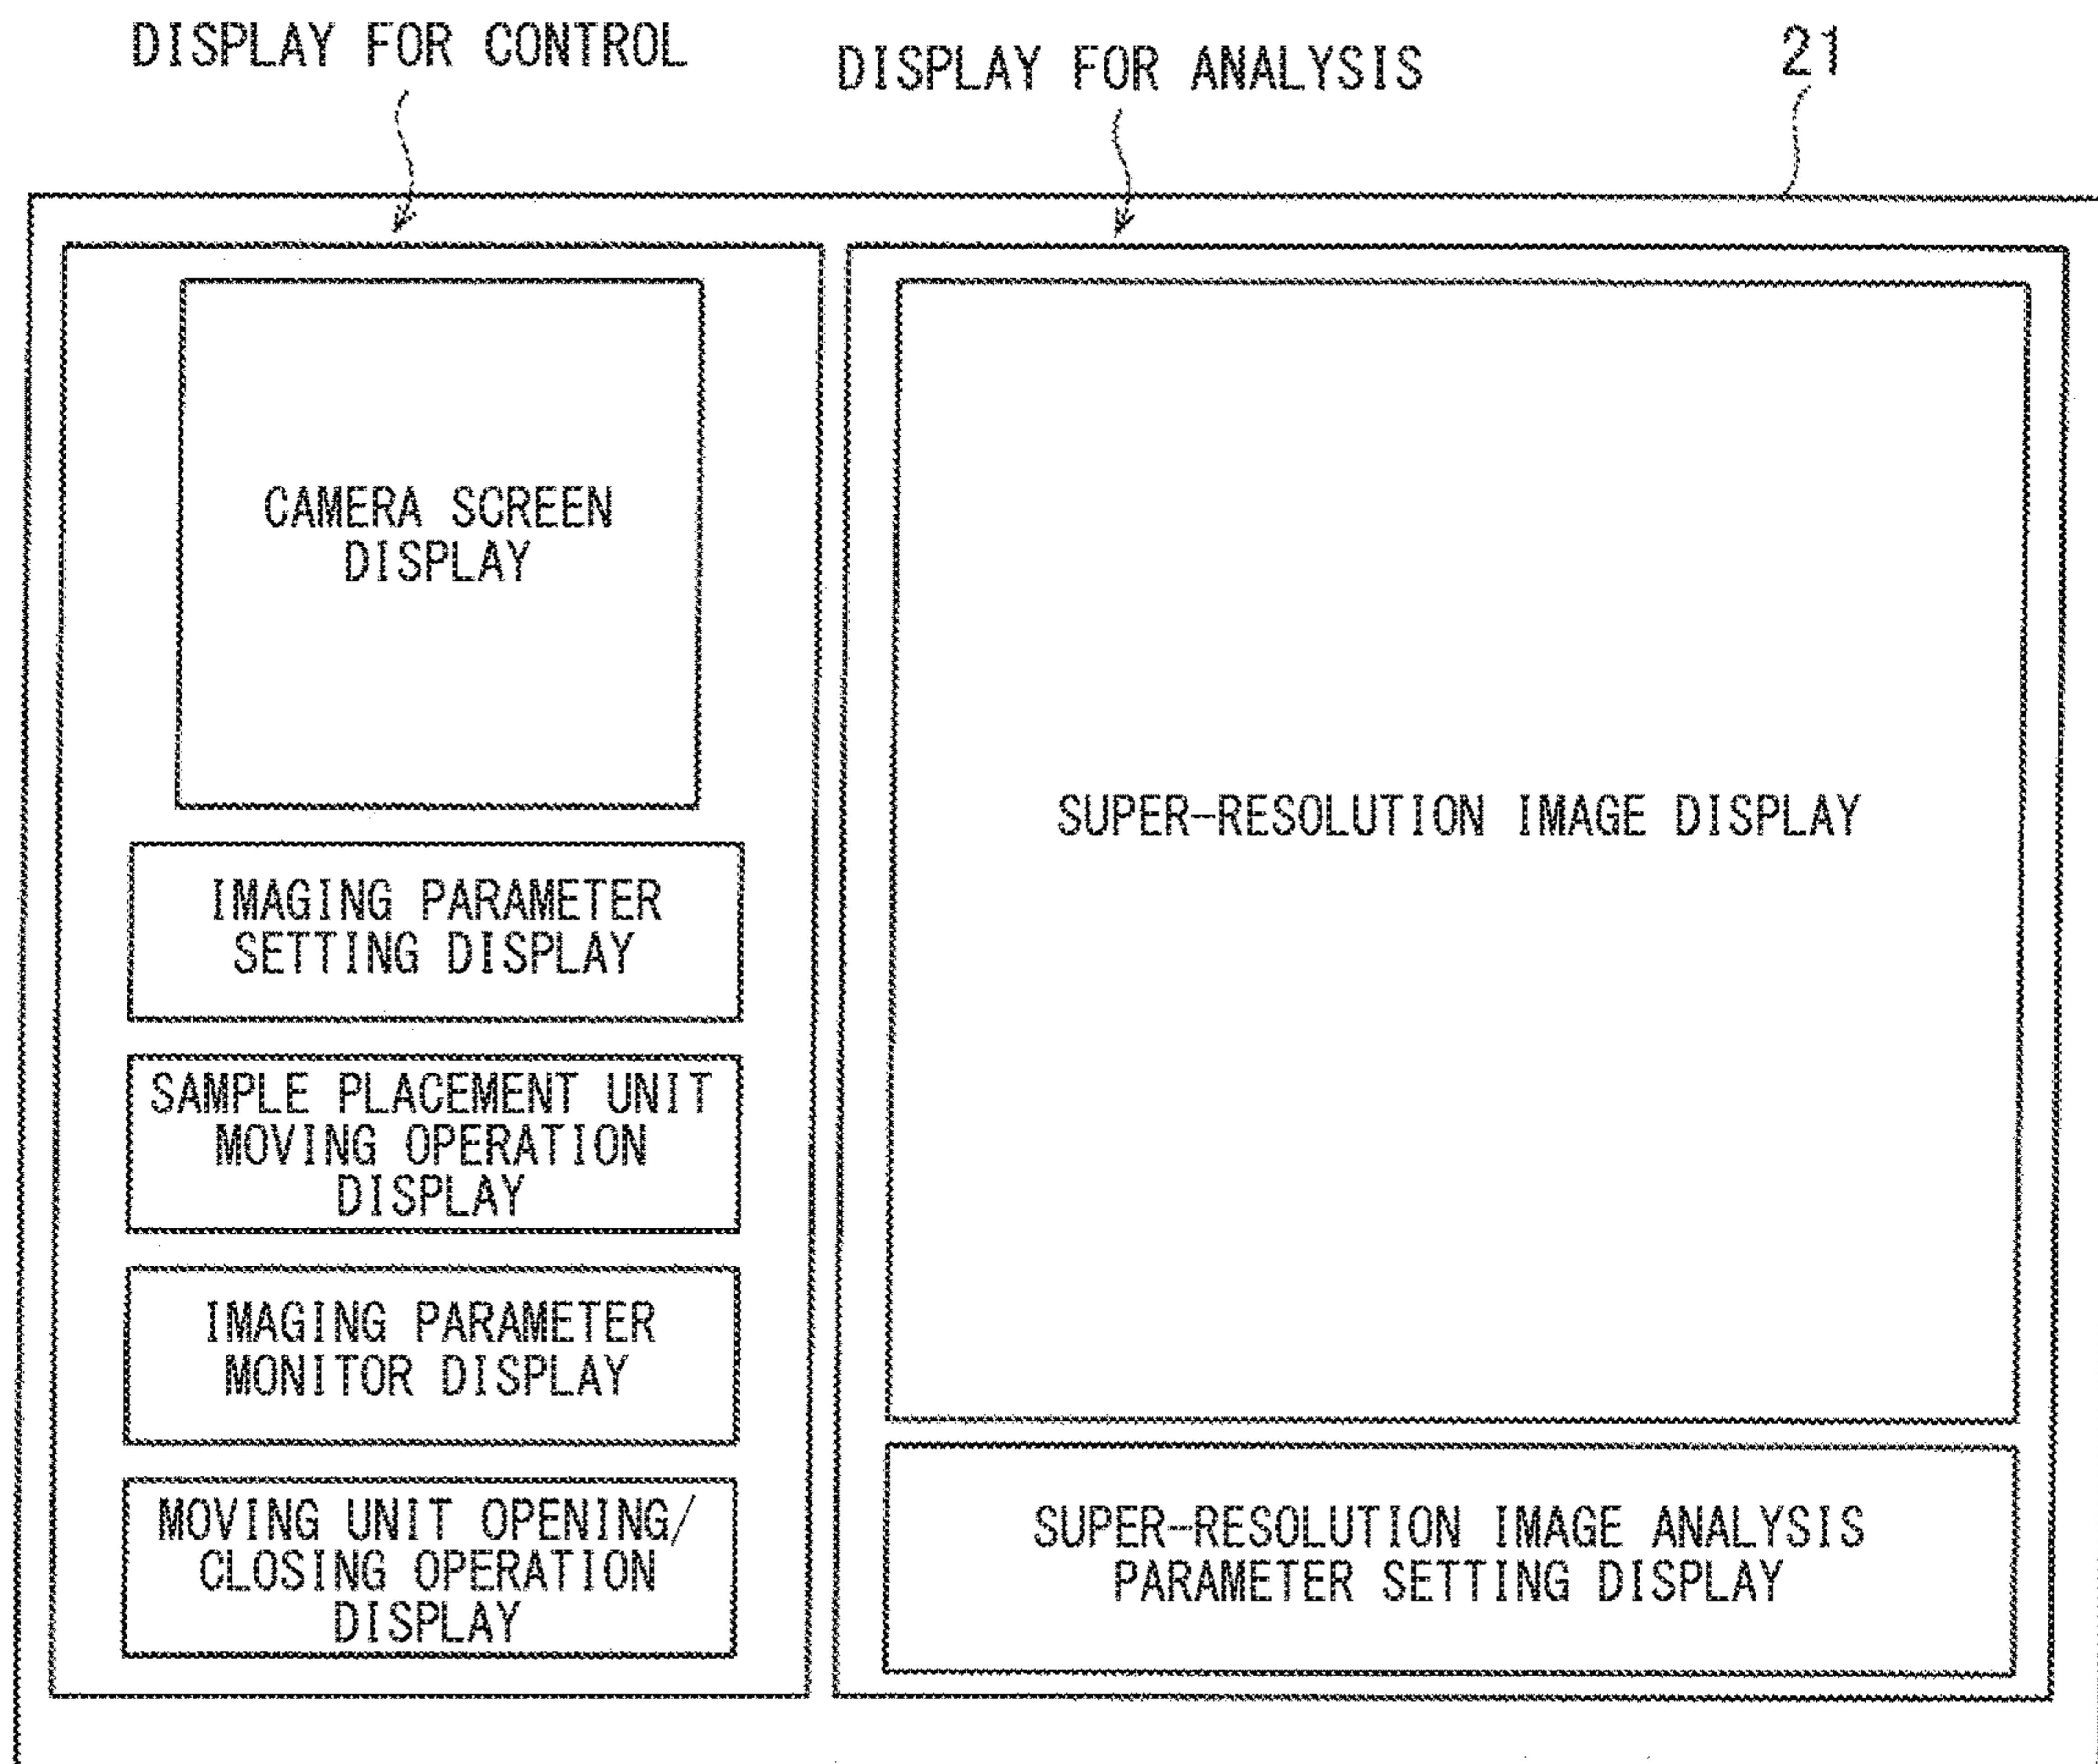 DISPLAY FOR CONTROL
DISPLAY FOR ANALYSIS
21
CAMERA SCREEN
DISPLAY
IMAGING PARAMETER
SETTING DISPLAY
SAMPLE PLACEMENT UNIT
MOVING OPERATION
DISPLAY
IMAGING PARAMETER
MONITOR DISPLAY
MOVING UNIT OPENING/
CLOSING OPERATION
DISPLAY
SUPER-RESOLUTION IMAGE DISPLAY
SUPER-RESOLUTION IMAGE ANALYSIS
PARAMETER SETTING DISPLAY